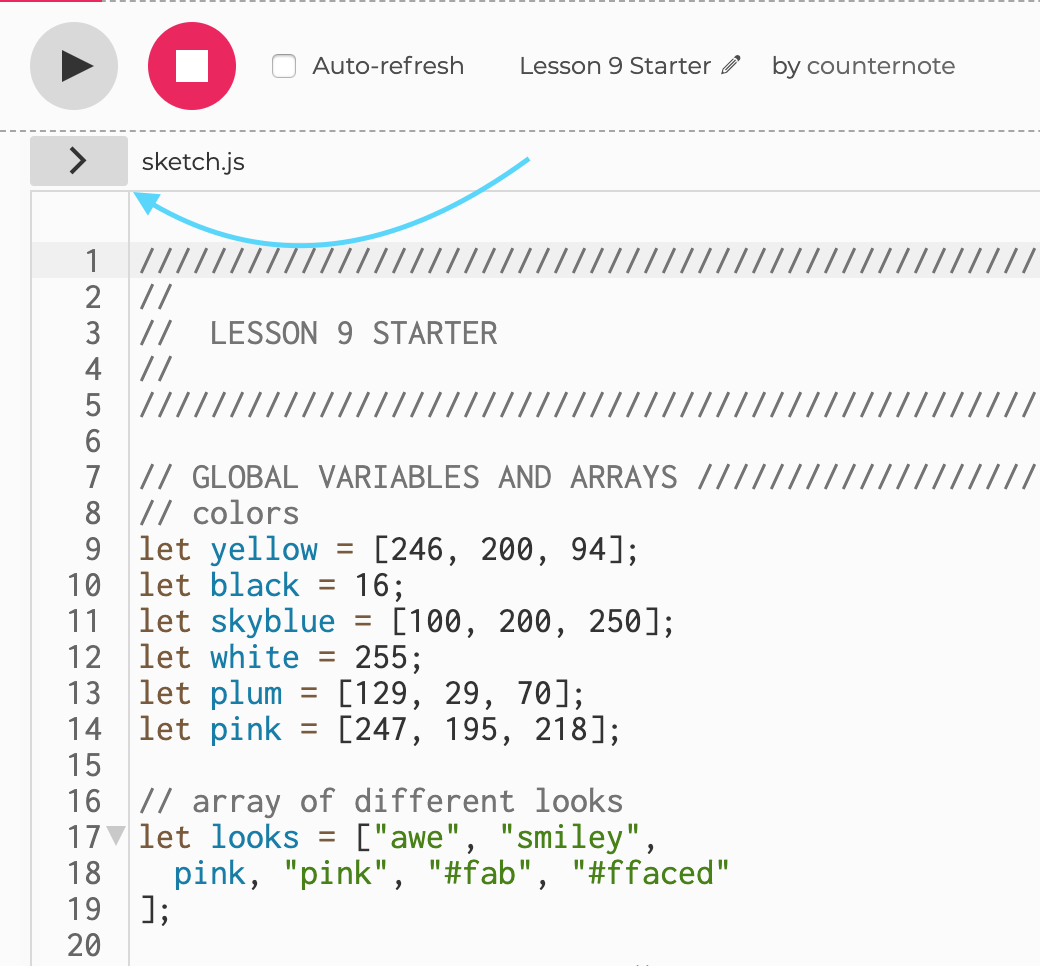 Auto-refresh Lesson 9 Starter by counternote
sketch.js
1 //////////////////////////////////////////////////
2 //
3 //  LESSON 9 STARTER
4 //
5 //////////////////////////////////////////////////
6
7 // GLOBAL VARIABLES AND ARRAYS ///////////////////
8 // colors
9 let yellow = [246, 200, 94];
10 let black = 16;
11 let skyblue = [100, 200, 250];
12 let white = 255;
13 let plum = [129, 29, 70];
14 let pink = [247, 195, 218];
15
16 // array of different looks
17 let looks = ["awe", "smiley",
18   pink, "pink", "#fab", "#ffaced"
19 ];
20